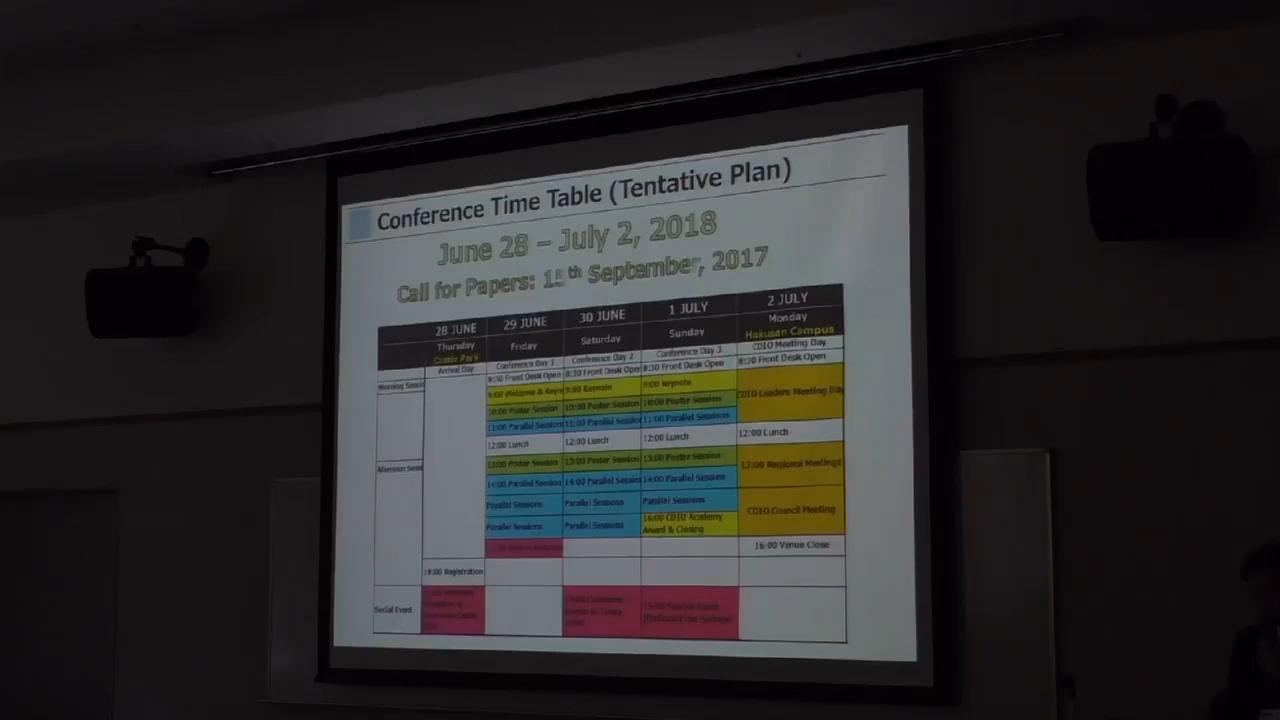 Conference Time Table (Tentative Plan)
June 28 – July 2, 2018
Call for Papers: 15th September, 2017
28 JUNE 29 JUNE 30 JUNE 1 JULY 2 JULY
Thursday Friday Saturday Sunday Monday
Hakusan Campus
Arrival Day Conference Day 1 Conference Day 2 Conference Day 3 CDIO Meeting Day
8:30 Front Desk Open 8:30 Front Desk Open 8:30 Front Desk Open 8:30 Front Desk Open
Morning
9:00 Welcome & 9:00 Keynote 9:00 Keynote CDIO Leaders Meeting Day
10:00 Poster Session 10:00 Poster Session 10:00 Poster Session
11:00 Parallel Sessions 11:00 Parallel 11:00 Parallel Sessions
12:00 Lunch 12:00 Lunch 12:00 Lunch 12:00 Lunch
Afternoon
13:00 Poster Session 13:00 Poster Session 13:00 Poster Session Regional Meetings
14:00 Parallel 14:00 Parallel 14:00 Parallel Session
Parallel Sessions Parallel Sessions Parallel Sessions CDIO Council Meeting
Parallel Sessions Parallel Sessions 16:00 CDIO Academy
Award & Closing
16:00 Venue Close
18:00 Registration
Social Event